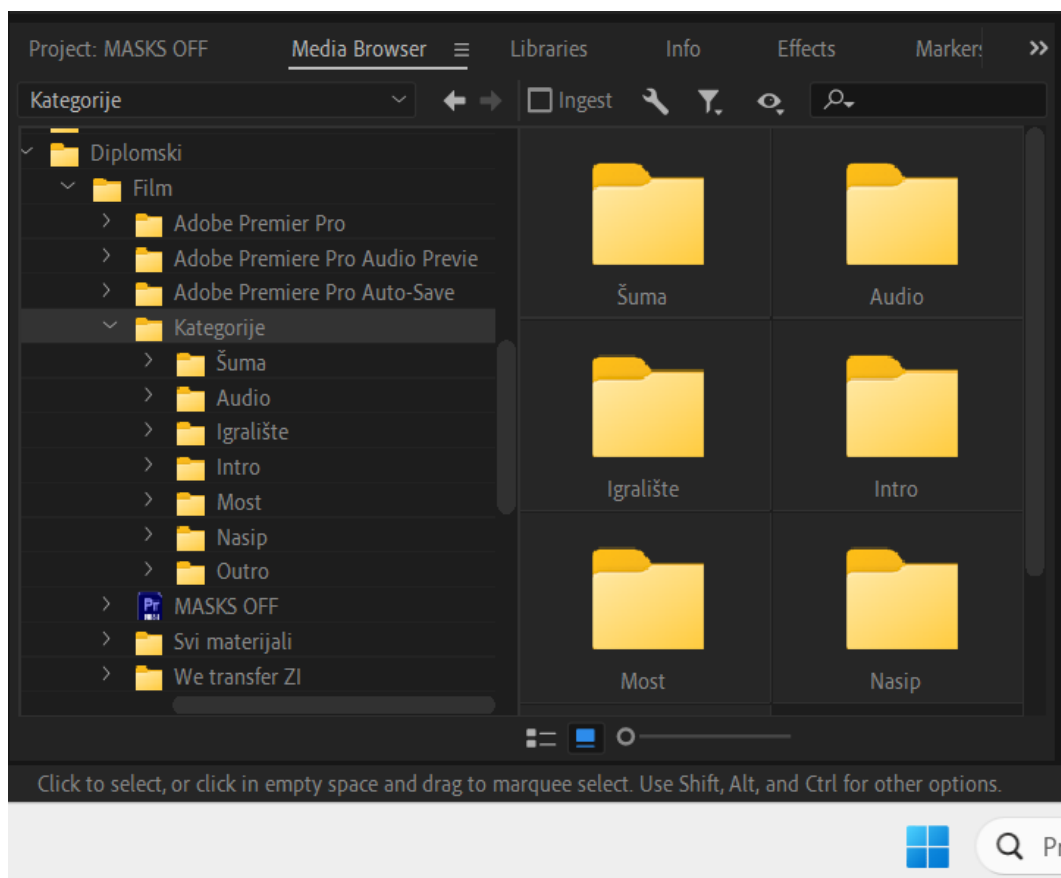 Project: MASKS OFF Media Browser Libraries Info Effects Marker
Kategorije Ingest
Diplomski
Film
Adobe Premier Pro
Adobe Premiere Pro Audio Previe
Adobe Premiere Pro Auto-Save
Kategorije
Šuma
Audio
Igralište
Intro
Most
Nasip
Outro
MASKS OFF
Svi materijali
We transfer ZI
Šuma Audio
Igralište Intro
Most Nasip
Click to select, or click in empty space and drag to marquee select. Use Shift, Alt, and Ctrl for other options.
Pr